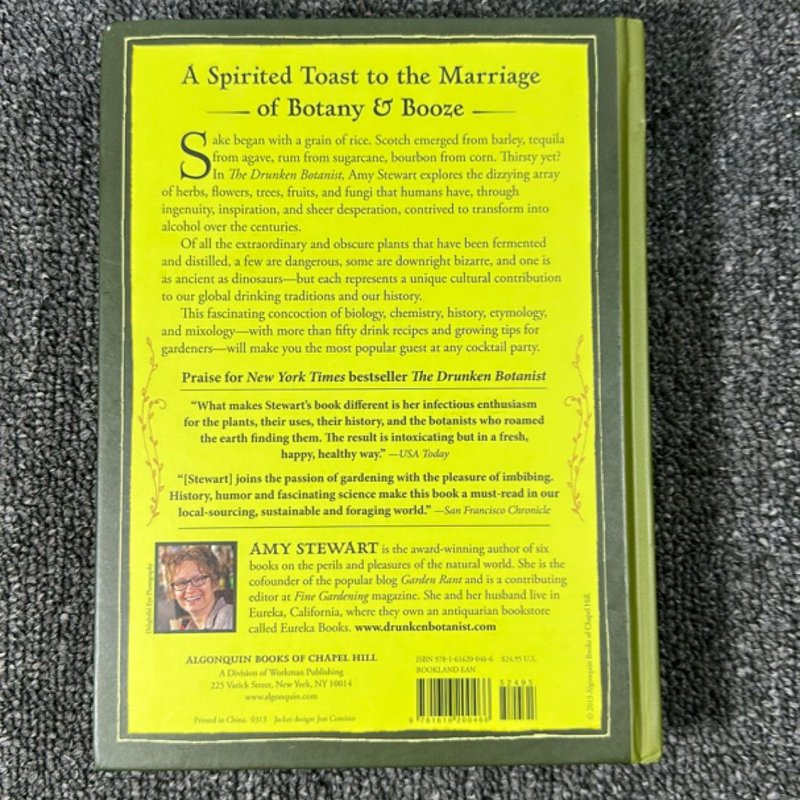 A Spirited Toast to the Marriage
of Botany & Booze
Sake began with a grain of rice. Scotch emerged from barley, tequila
from agave, rum from sugarcane, bourbon from corn. Thirsty yet?
In The Drunken Botanist, Amy Stewart explores the dizzying array
of herbs, flowers, trees, fruits, and fungi that humans have, through
ingenuity, inspiration, and sheer desperation, contrived to transform into
alcohol over the centuries.
Of all the extraordinary and obscure plants that have been fermented
and distilled, a few are dangerous, some are downright bizarre, and one is
as ancient as dinosaurs—but each represents a unique cultural contribution
to our global drinking traditions and our history.
This fascinating concoction of biology, chemistry, history, etymology,
and mixology—with more than fifty drink recipes and growing tips for
gardeners—will make you the most popular guest at any cocktail party.
Praise for New York Times bestseller The Drunken Botanist
“What makes Stewart’s book different is her infectious enthusiasm
for the plants, their uses, their history, and the botanists who roamed
the earth finding them. The result is intoxicating but in a fresh,
happy, healthy way.” —USA Today
“[Stewart] joins the passion of gardening with the pleasure of imbibing.
History, humor and fascinating science make this book a must-read in our
local-sourcing, sustainable and foraging world.” —San Francisco Chronicle
Delightful Eye Photography
AMY STEWART is the award-winning author of six
books on the perils and pleasures of the natural world. She is the
cofounder of the popular blog Garden Rant and is a contributing
editor at Fine Gardening magazine. She and her husband live in
Eureka, California, where they own an antiquarian bookstore
called Eureka Books. www.drunkenbotanist.com
ALGONQUIN BOOKS OF CHAPEL HILL
A Division of Workman Publishing
225 Varick Street, New York, NY 10014
www.algonquin.com
Printed in China. 0313 Jacket design: Jon Contino
ISBN 978-1-61620-046-6 $24.95 U.S.
BOOKLAND EAN
52495
9 781616 200466
© 2013 Algonquin Books of Chapel Hill